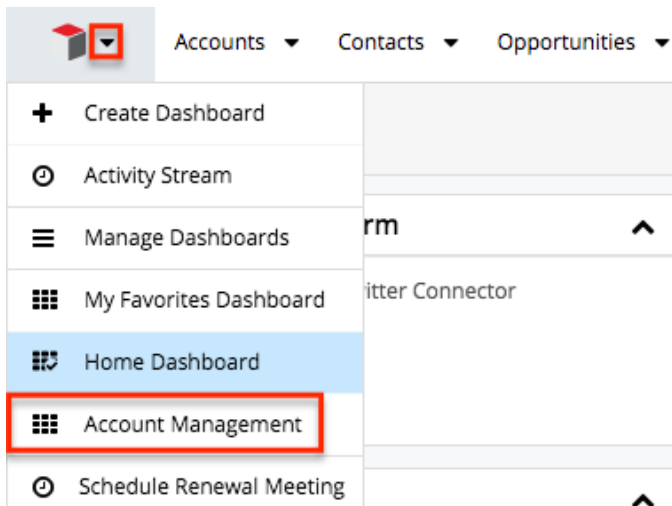 Accounts Contacts Opportunities
Create Dashboard
Activity Stream
Manage Dashboards
rm
My Favorites Dashboard
itter Connector
Home Dashboard
Account Management
Schedule Renewal Meeting